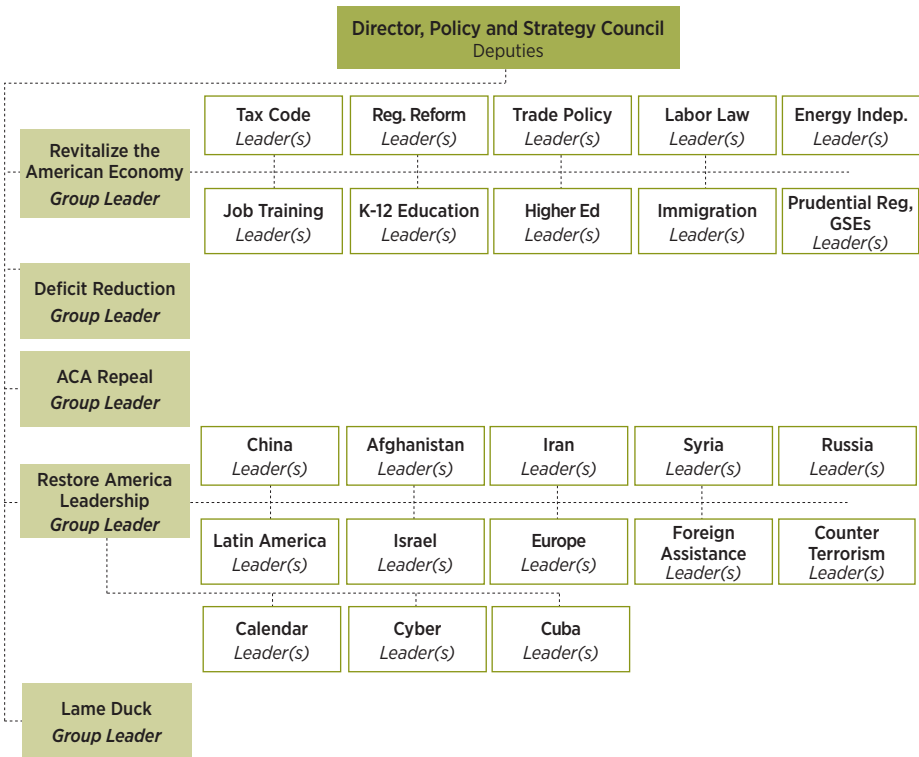 Director, Policy and Strategy Council
Deputies
Tax Code
Leader(s)
Reg. Reform
Leader(s)
Trade Policy
Leader(s)
Labor Law
Leader(s)
Energy Indep.
Leader(s)
Revitalize the
American Economy
Group Leader
Job Training
Leader(s)
K-12 Education
Leader(s)
Higher Ed
Leader(s)
Immigration
Leader(s)
Prudential Reg,
GSEs
Leader(s)
Deficit Reduction
Group Leader
ACA Repeal
Group Leader
China
Leader(s)
Afghanistan
Leader(s)
Iran
Leader(s)
Syria
Leader(s)
Russia
Leader(s)
Restore America
Leadership
Group Leader
Latin America
Leader(s)
Israel
Leader(s)
Europe
Leader(s)
Foreign
Assistance
Leader(s)
Counter
Terrorism
Leader(s)
Calendar
Leader(s)
Cyber
Leader(s)
Cuba
Leader(s)
Lame Duck
Group Leader